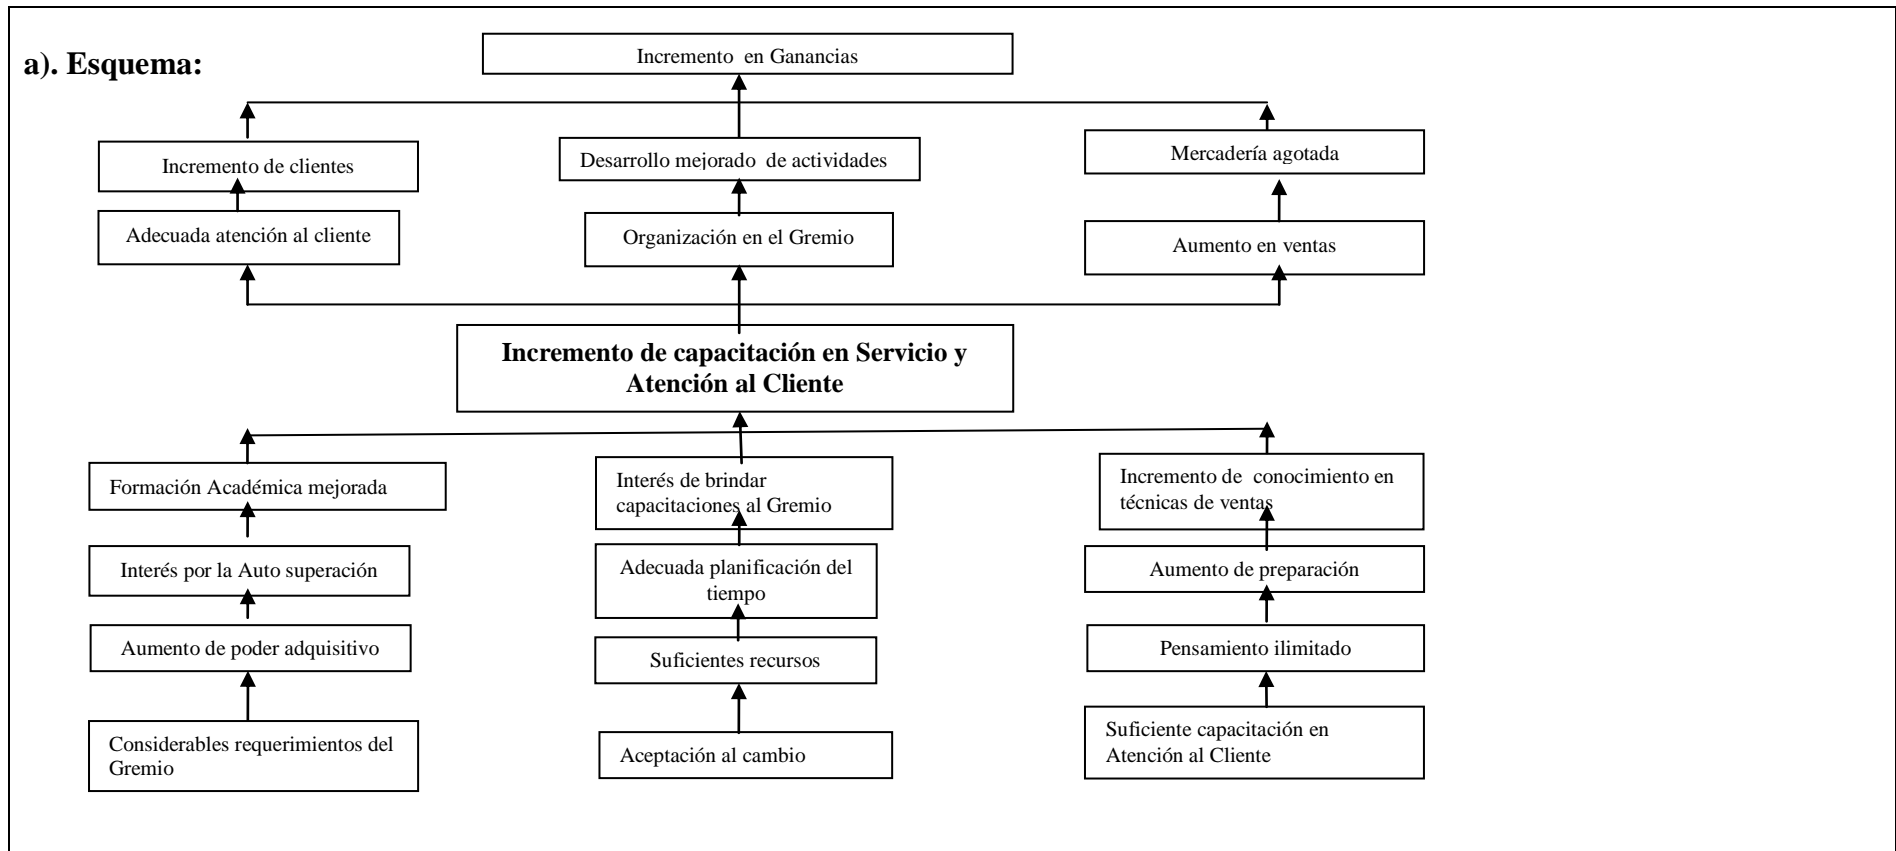 a). Esquema:
Incremento en Ganancias
Incremento de clientes
Desarrollo mejorado de actividades
Mercadería agotada
Adecuada atención al cliente
Organización en el Gremio
Aumento en ventas
Incremento de capacitación en Servicio y
Atención al Cliente
Formación Académica mejorada
Interés de brindar
capacitaciones al Gremio
Incremento de conocimiento en
técnicas de ventas
Interés por la Auto superación
Adecuada planificación del
tiempo
Aumento de preparación
Aumento de poder adquisitivo
Suficientes recursos
Pensamiento ilimitado
Considerables requerimientos del
Gremio
Aceptación al cambio
Suficiente capacitación en
Atención al Cliente